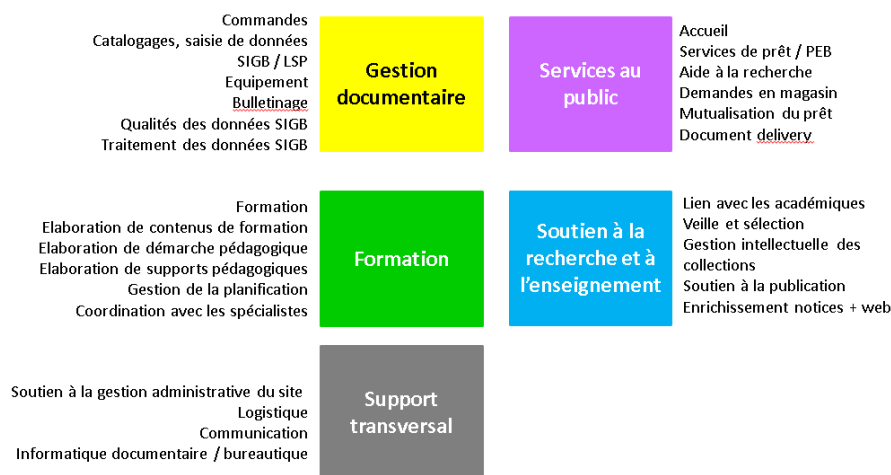 Commandes
Catalogages, saisie de données
SIGB / LSP
Equipement
Bulletinage
Qualités des données SIGB
Traitement des données SIGB
Gestion
documentaire
Services au
public
Accueil
Services de prêt / PEB
Aide à la recherche
Demandes en magasin
Mutualisation du prêt
Document delivery
Formation
Elaboration de contenus de formation
Elaboration de démarche pédagogique
Elaboration de supports pédagogiques
Gestion de la planification
Coordination avec les spécialistes
Formation
Soutien à la
recherche et à
l'enseignement
Lien avec les académiques
Veille et sélection
Gestion intellectuelle des
collections
Soutien à la publication
Enrichissement notices + web
Soutien à la gestion administrative du site
Logistique
Communication
Informatique documentaire / bureautique
Support
transversal